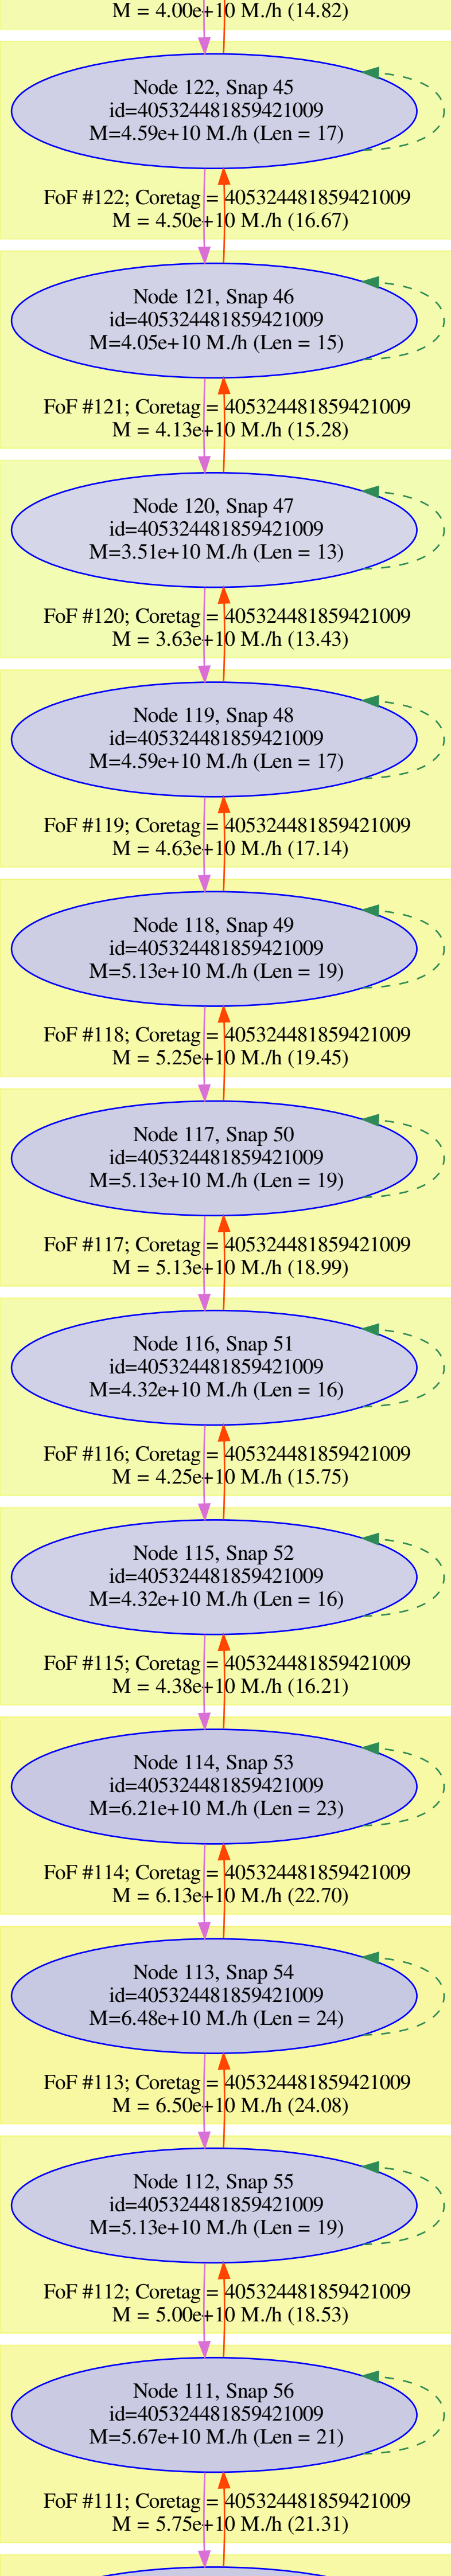 M = 4.00e+10 M./h (14.82)
Node 122, Snap 45
id=405324481859421009
M=4.59e+10 M./h (Len = 17)
FoF #122; Coretag = 405324481859421009
M = 4.50e+10 M./h (16.67)
Node 121, Snap 46
id=405324481859421009
M=4.05e+10 M./h (Len = 15)
FoF #121; Coretag = 405324481859421009
M = 4.13e+10 M./h (15.28)
Node 120, Snap 47
id=405324481859421009
M=3.51e+10 M./h (Len = 13)
FoF #120; Coretag = 405324481859421009
M = 3.63e+10 M./h (13.43)
Node 119, Snap 48
id=405324481859421009
M=4.59e+10 M./h (Len = 17)
FoF #119; Coretag = 405324481859421009
M = 4.63e+10 M./h (17.14)
Node 118, Snap 49
id=405324481859421009
M=5.13e+10 M./h (Len = 19)
FoF #118; Coretag = 405324481859421009
M = 5.25e+10 M./h (19.45)
Node 117, Snap 50
id=405324481859421009
M=5.13e+10 M./h (Len = 19)
FoF #117; Coretag = 405324481859421009
M = 5.13e+10 M./h (18.99)
Node 116, Snap 51
id=405324481859421009
M=4.32e+10 M./h (Len = 16)
FoF #116; Coretag = 405324481859421009
M = 4.25e+10 M./h (15.75)
Node 115, Snap 52
id=405324481859421009
M=4.32e+10 M./h (Len = 16)
FoF #115; Coretag = 405324481859421009
M = 4.38e+10 M./h (16.21)
Node 114, Snap 53
id=405324481859421009
M=6.21e+10 M./h (Len = 23)
FoF #114; Coretag = 405324481859421009
M = 6.13e+10 M./h (22.70)
Node 113, Snap 54
id=405324481859421009
M=6.48e+10 M./h (Len = 24)
FoF #113; Coretag = 405324481859421009
M = 6.50e+10 M./h (24.08)
Node 112, Snap 55
id=405324481859421009
M=5.13e+10 M./h (Len = 19)
FoF #112; Coretag = 405324481859421009
M = 5.00e+10 M./h (18.53)
Node 111, Snap 56
id=405324481859421009
M=5.67e+10 M./h (Len = 21)
FoF #111; Coretag = 405324481859421009
M = 5.75e+10 M./h (21.31)